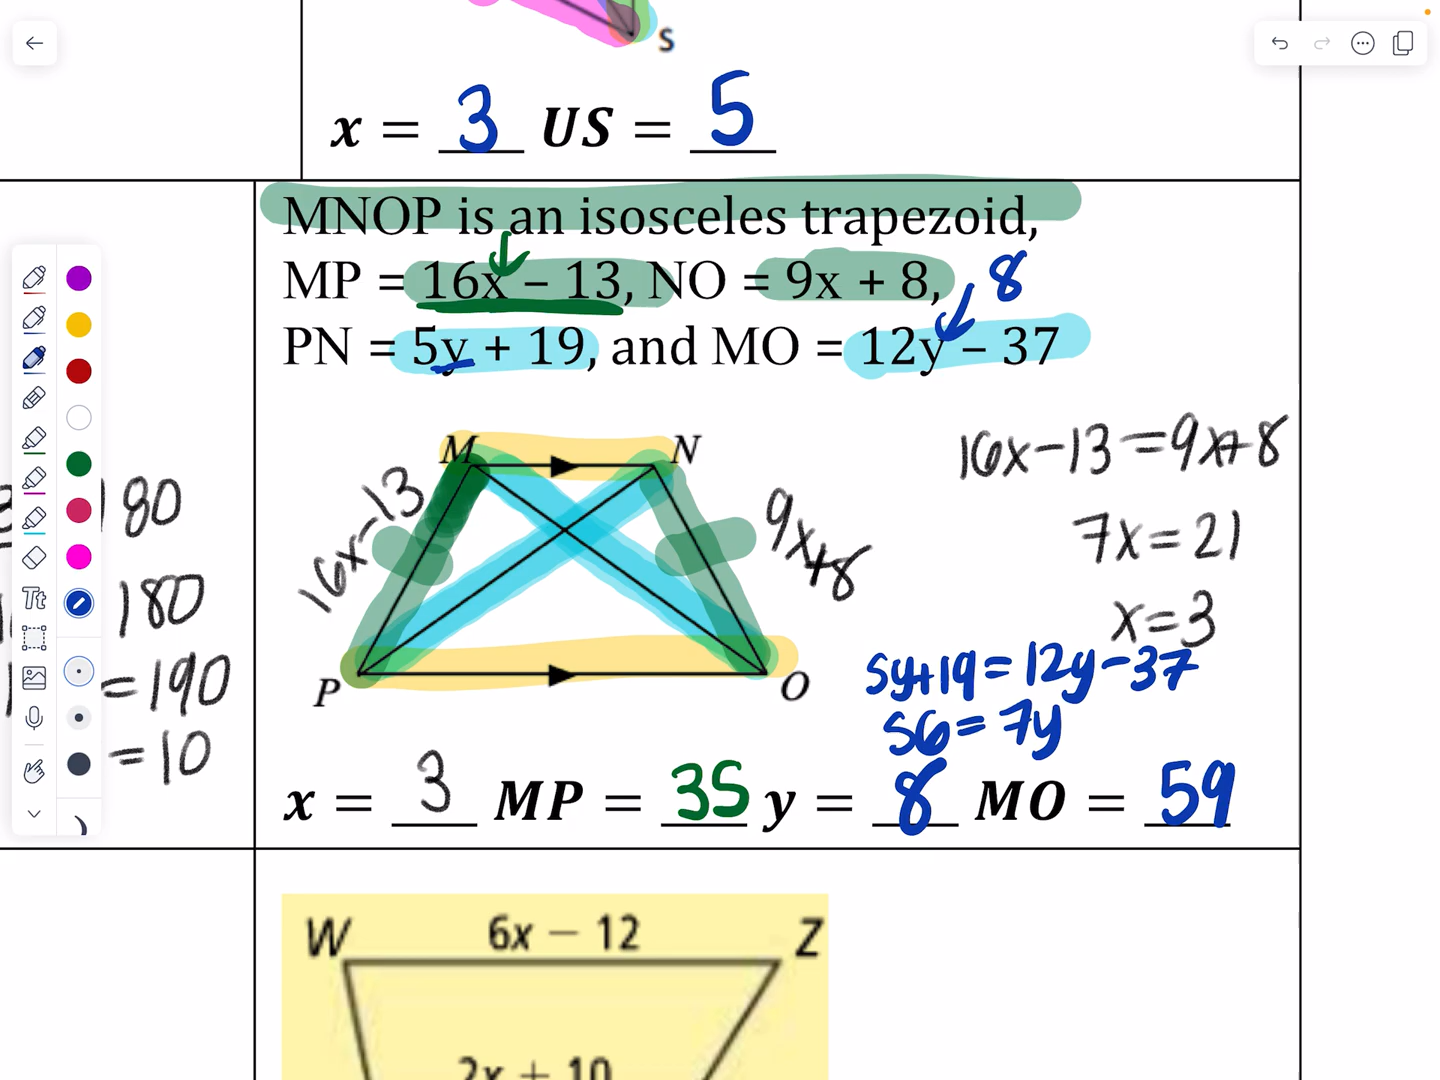 S
x = 3 US = 5
MNOP is an isosceles trapezoid,
MP = 16x – 13, NO = 9x + 8,
8
PN = 5y + 19, and MO = 12y – 37
M N
16x-13
9x+8
P O
16x-13=9x+8
7x=21
x=3
5y+19=12y-37
56=7y
x = 3 MP = 35 y = 8 MO = 59
180
180
=190
=10
Tt
W 6x – 12 Z
2x + 10